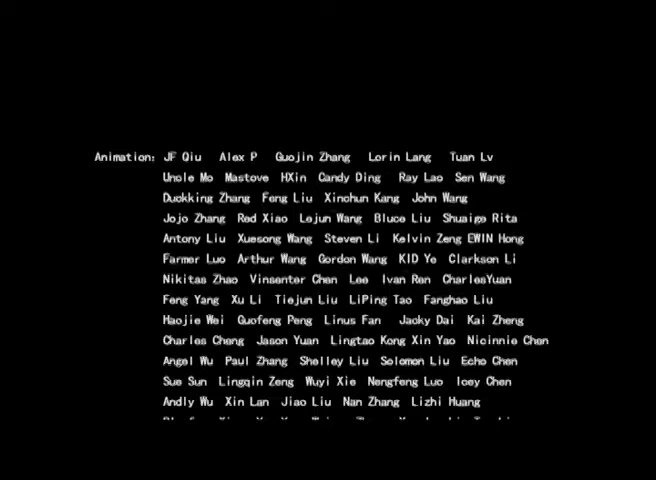 Animation: JF Qiu Alex P Guojin Zhang Lorin Lang Tuan Lv
Uncle Mo Mastove HXin Candy Ding Ray Lao Sen Wang
Duckking Zhang Feng Liu Xinchun Kang John Wang
Jojo Zhang Red Xiao Lejun Wang Bluce Liu Shuaige Rita
Antony Liu Xuesong Wang Steven Li Kelvin Zeng EWIN Hong
Farmer Luo Arthur Wang Gordon Wang KID Ye Clarkson Li
Nikitas Zhao Vinsenter Chen Lee Ivan Ren CharlesYuan
Feng Yang Xu Li Tiejun Liu LiPing Tao Fanghao Liu
Haojie Wei Guofeng Peng Linus Fan Jacky Dai Kai Zheng
Charles Cheng Jason Yuan Lingtao Kong Xin Yao Nicinnie Chen
Angel Wu Paul Zhang Shelley Liu Solomon Liu Echo Chen
Sue Sun Lingqin Zeng Wuyi Xie Nengfeng Luo Icey Chen
Andly Wu Xin Lan Jiao Liu Nan Zhang Lizhi Huang